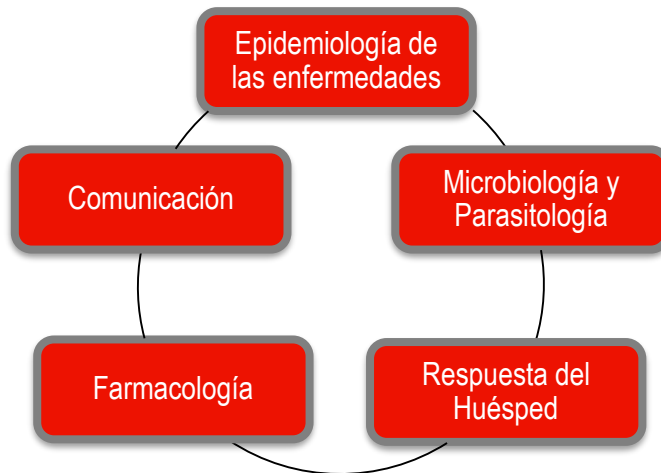 Epidemiología de
las enfermedades
Comunicación
Microbiología y
Parasitología
Farmacología
Respuesta del
Huésped